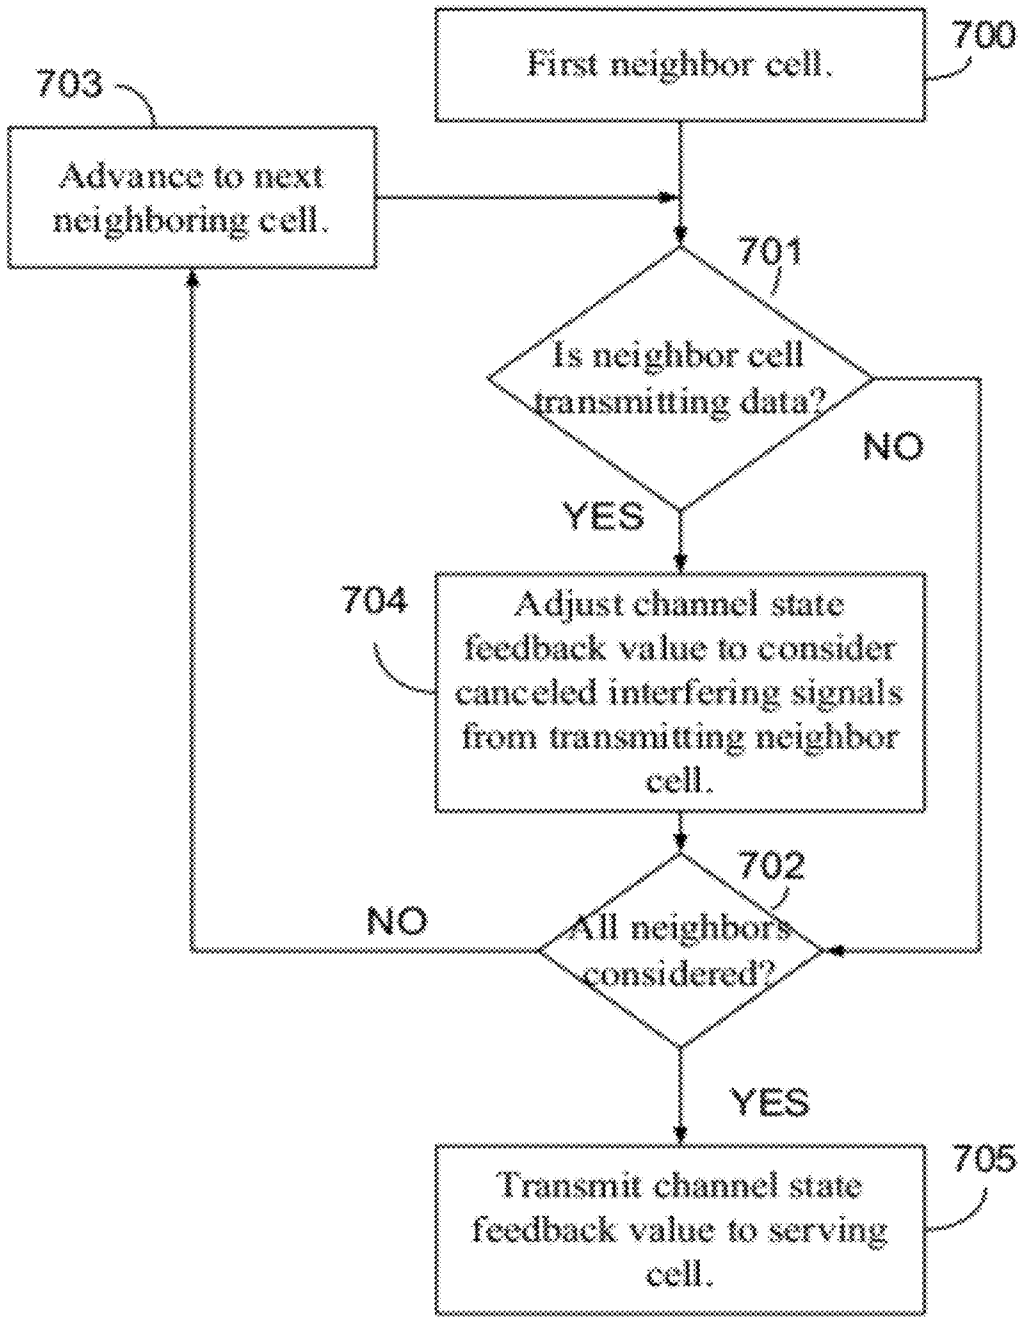 700
First neighbor cell.
703
Advance to next
neighboring cell.
701
Is neighbor cell
transmitting data?
NO
YES
704
Adjust channel state
feedback value to consider
canceled interfering signals
from transmitting neighbor
cell.
702
All neighbors
considered?
NO
YES
705
Transmit channel state
feedback value to serving
cell.